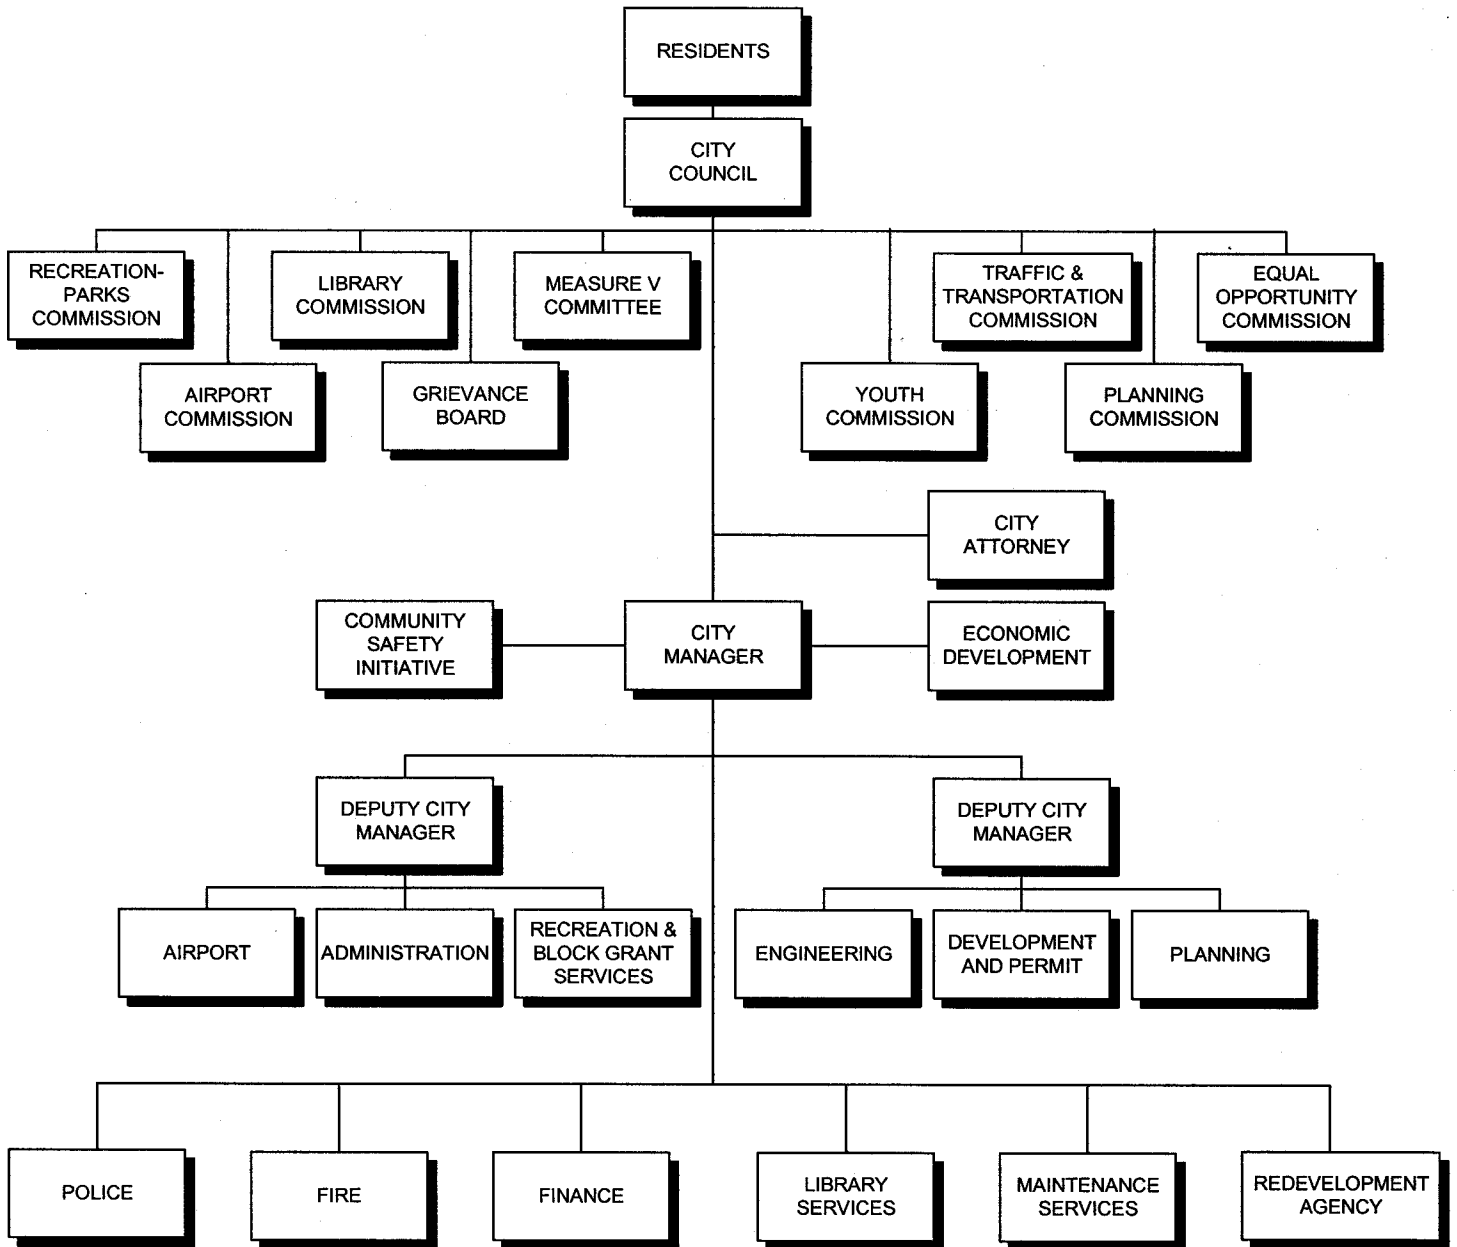 RESIDENTS
CITY
COUNCIL
RECREATION-
PARKS
COMMISSION
LIBRARY
COMMISSION
MEASURE V
COMMITTEE
TRAFFIC &
TRANSPORTATION
COMMISSION
EQUAL
OPPORTUNITY
COMMISSION
AIRPORT
COMMISSION
GRIEVANCE
BOARD
YOUTH
COMMISSION
PLANNING
COMMISSION
CITY
ATTORNEY
COMMUNITY
SAFETY
INITIATIVE
CITY
MANAGER
ECONOMIC
DEVELOPMENT
DEPUTY CITY
MANAGER
DEPUTY CITY
MANAGER
AIRPORT
ADMINISTRATION
RECREATION &
BLOCK GRANT
SERVICES
ENGINEERING
DEVELOPMENT
AND PERMIT
PLANNING
POLICE
FIRE
FINANCE
LIBRARY
SERVICES
MAINTENANCE
SERVICES
REDEVELOPMENT
AGENCY